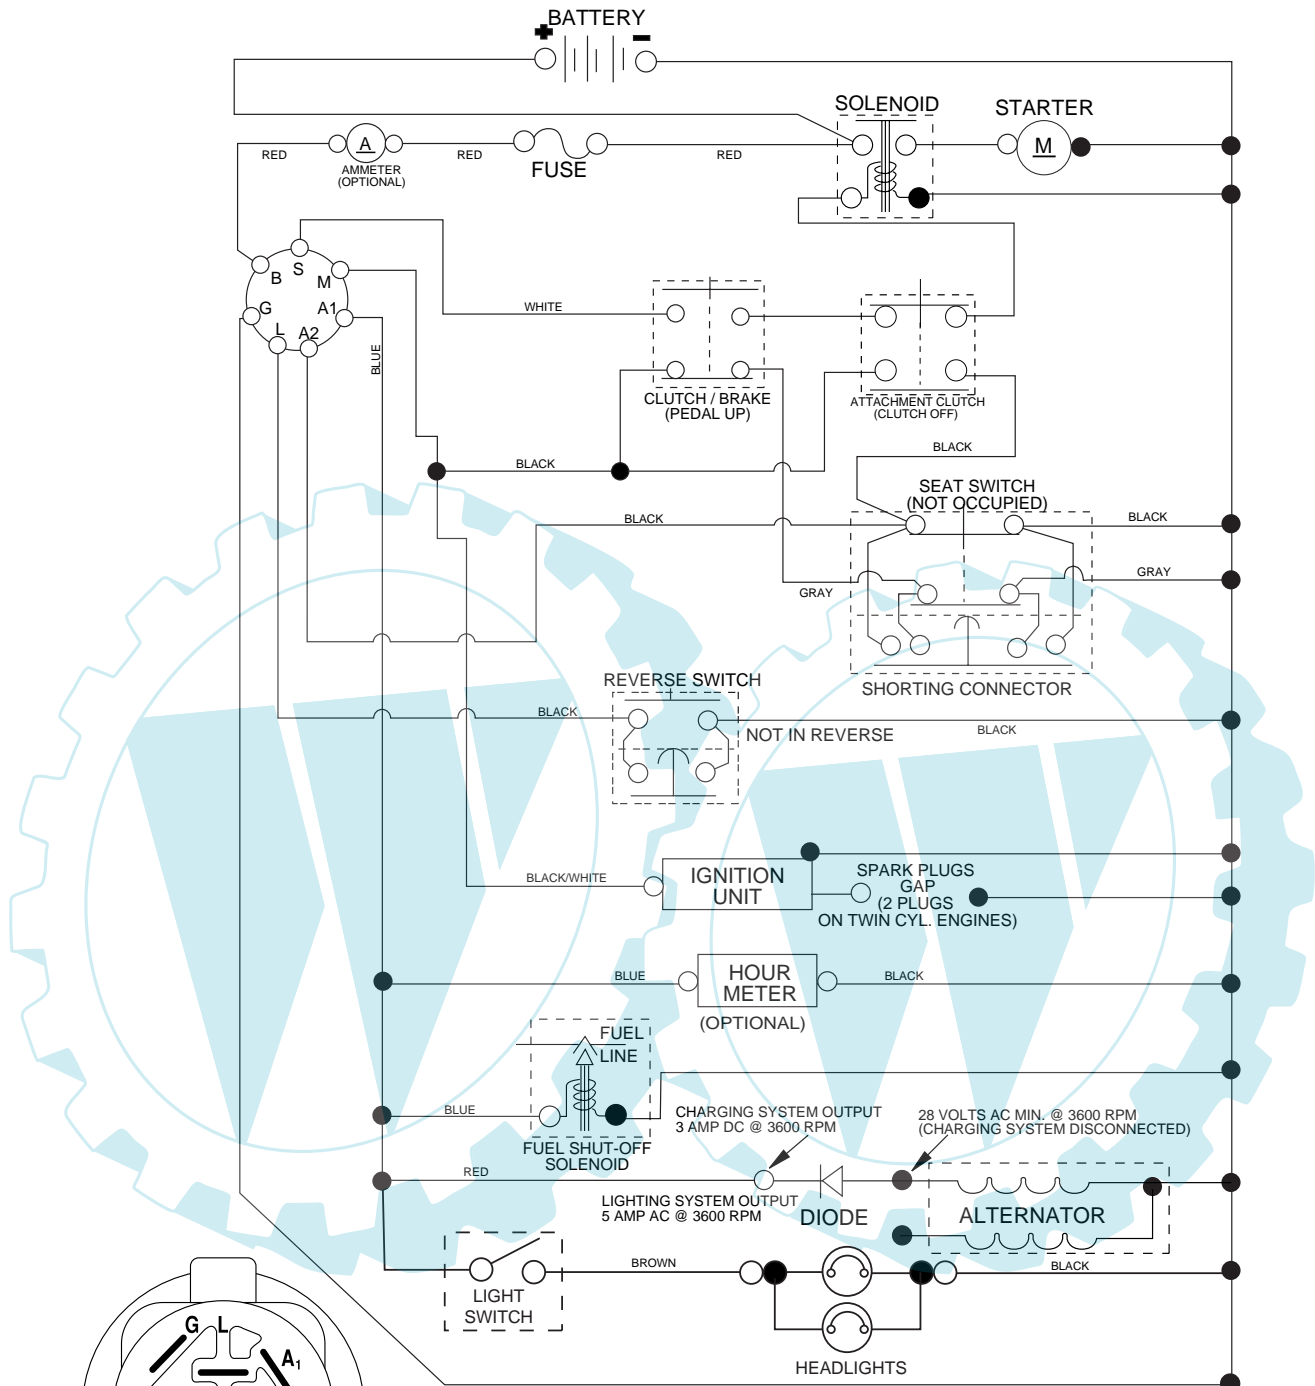 BATTERY
SOLENOID
STARTER
A
M
RED
RED
RED
AMMETER
(OPTIONAL)
FUSE
B
S
M
G
A1
L
A2
WHITE
BLUE
CLUTCH / BRAKE
(PEDAL UP)
ATTACHMENT CLUTCH
(CLUTCH OFF)
BLACK
BLACK
SEAT SWITCH
(NOT OCCUPIED)
BLACK
BLACK
GRAY
GRAY
SHORTING CONNECTOR
REVERSE SWITCH
BLACK
NOT IN REVERSE
BLACK
BLACK/WHITE
IGNITION
UNIT
SPARK PLUGS
GAP
(2 PLUGS
ON TWIN CYL. ENGINES)
BLUE
HOUR
METER
BLACK
(OPTIONAL)
FUEL
LINE
BLUE
FUEL SHUT-OFF
SOLENOID
CHARGING SYSTEM OUTPUT
3 AMP DC @ 3600 RPM
28 VOLTS AC MIN. @ 3600 RPM
(CHARGING SYSTEM DISCONNECTED)
RED
LIGHTING SYSTEM OUTPUT
5 AMP AC @ 3600 RPM
DIODE
ALTERNATOR
BROWN
BLACK
LIGHT
SWITCH
HEADLIGHTS
G L
A1